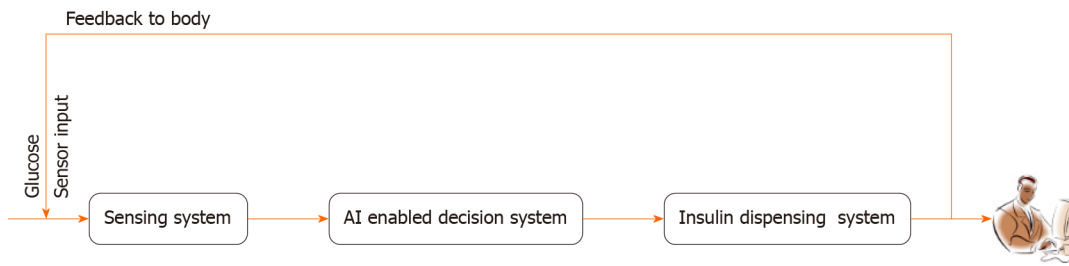 Feedback to body
Glucose
Sensor input
Sensing system
AI enabled decision system
Insulin dispensing system